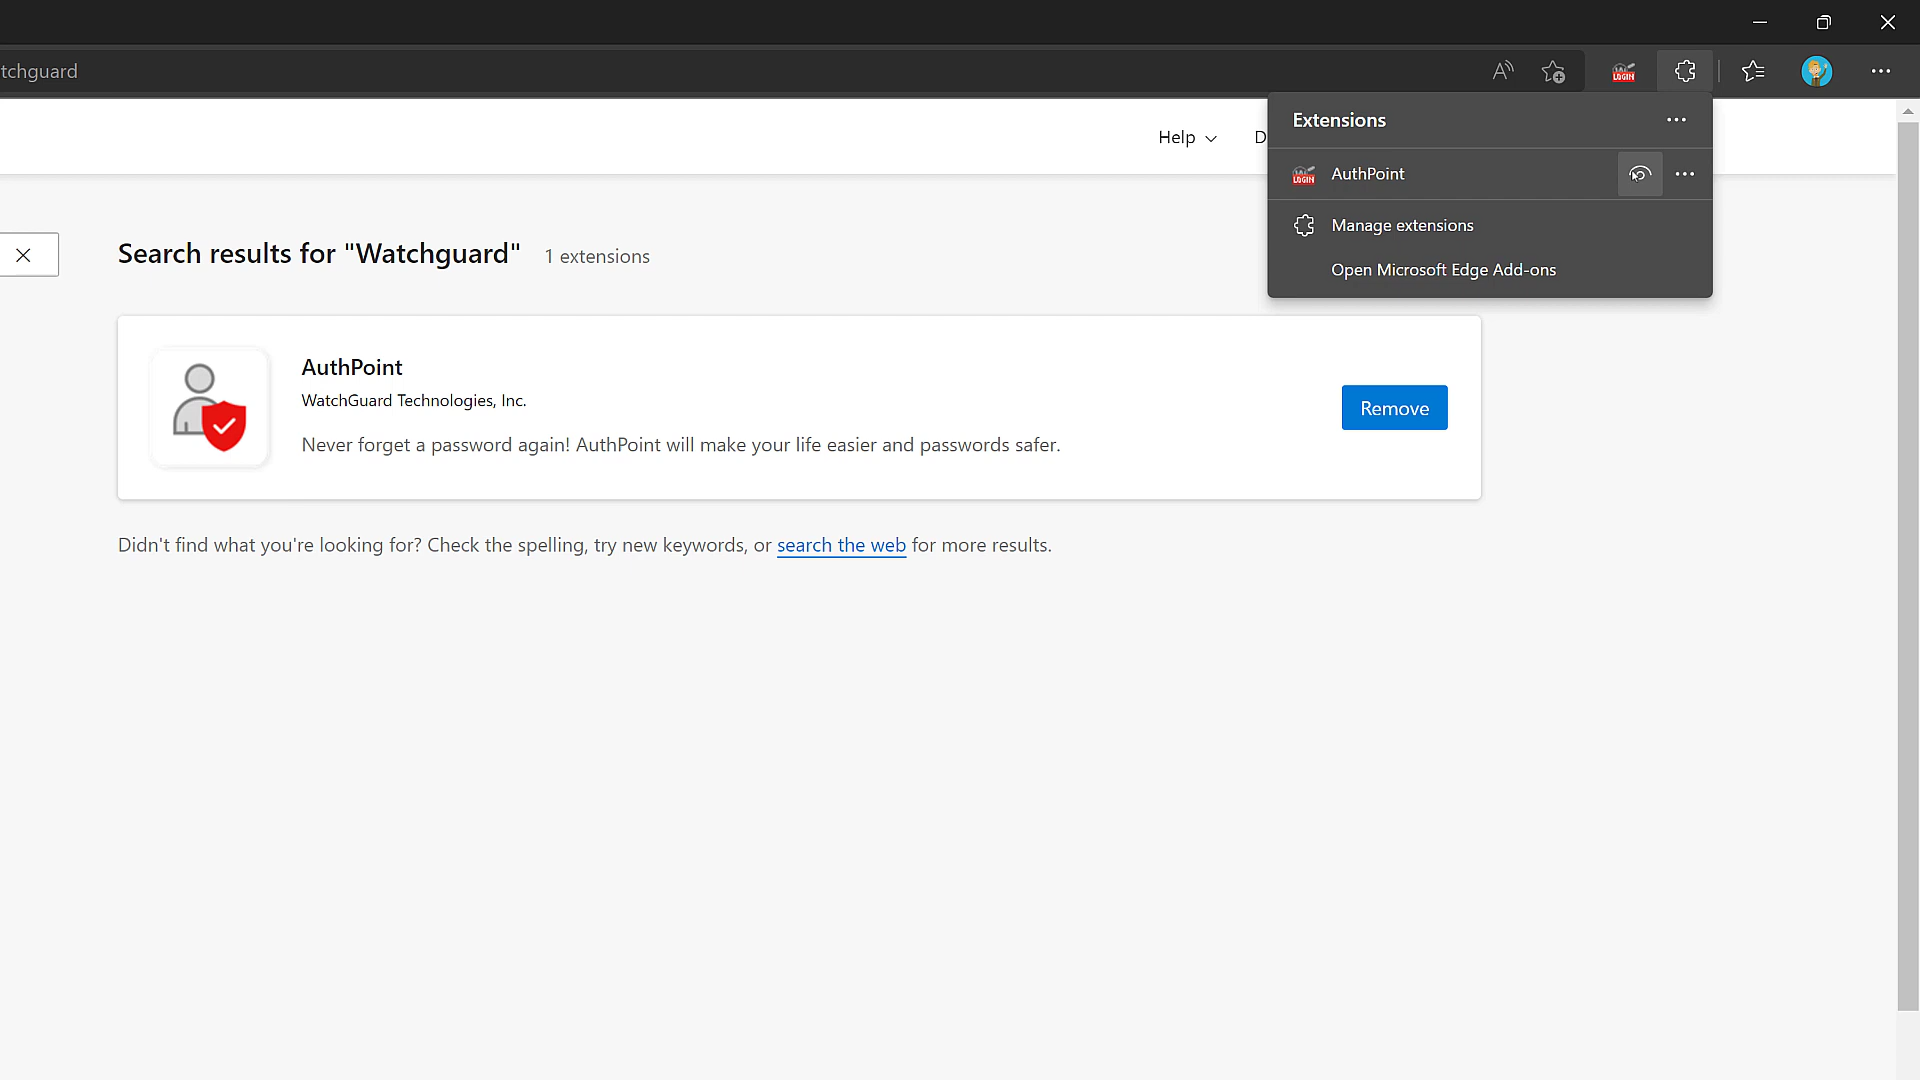 tchguard
LOGIN
Help
D
Extensions
LOGIN
AuthPoint
Manage extensions
Open Microsoft Edge Add-ons
Search results for "Watchguard"
1 extensions
AuthPoint
WatchGuard Technologies, Inc.
Never forget a password again! AuthPoint will make your life easier and passwords safer.
Remove
Didn't find what you're looking for? Check the spelling, try new keywords, or search the web for more results.